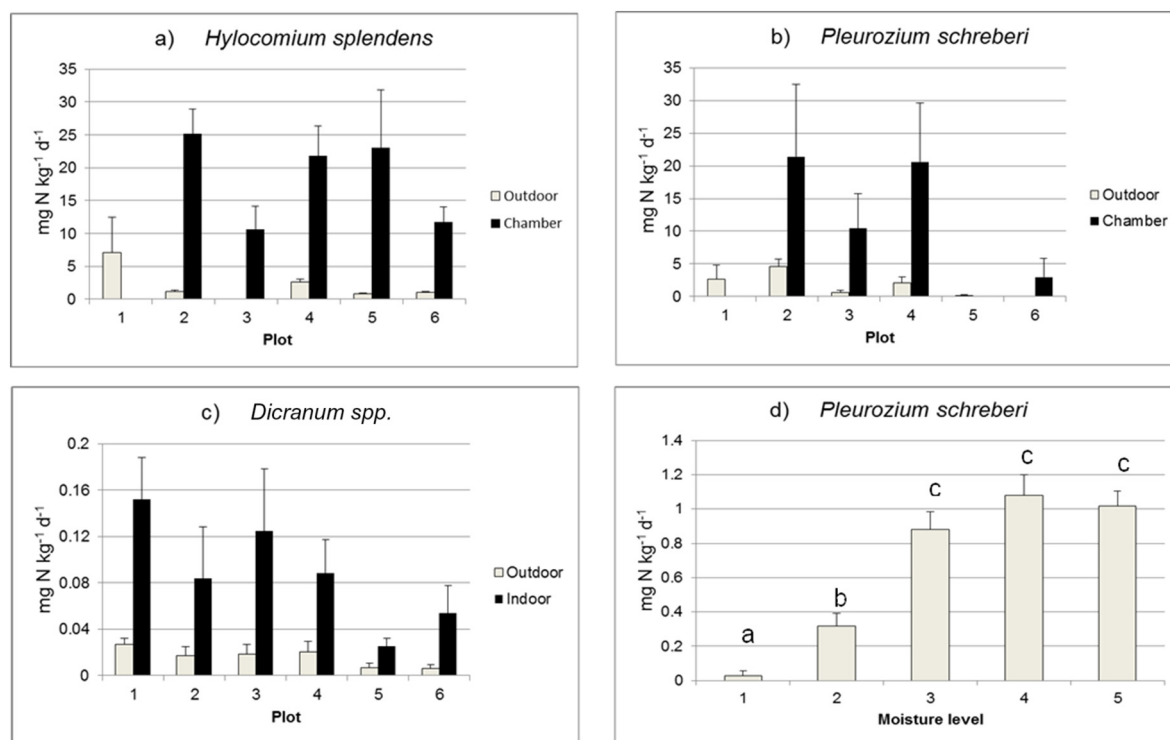 a) Hylocomium splendens
35
30
25
20
15
10
5
0
mg N kg⁻¹ d⁻¹
1 2 3 4 5 6
Plot
Outdoor
Chamber
b) Pleurozium schreberi
35
30
25
20
15
10
5
0
mg N kg⁻¹ d⁻¹
1 2 3 4 5 6
Plot
Outdoor
Chamber
c) Dicranum spp.
0.2
0.16
0.12
0.08
0.04
0
mg N kg⁻¹ d⁻¹
1 2 3 4 5 6
Plot
Outdoor
Indoor
d) Pleurozium schreberi
1.4
1.2
1
0.8
0.6
0.4
0.2
0
mg N kg⁻¹ d⁻¹
a b c c c
1 2 3 4 5
Moisture level